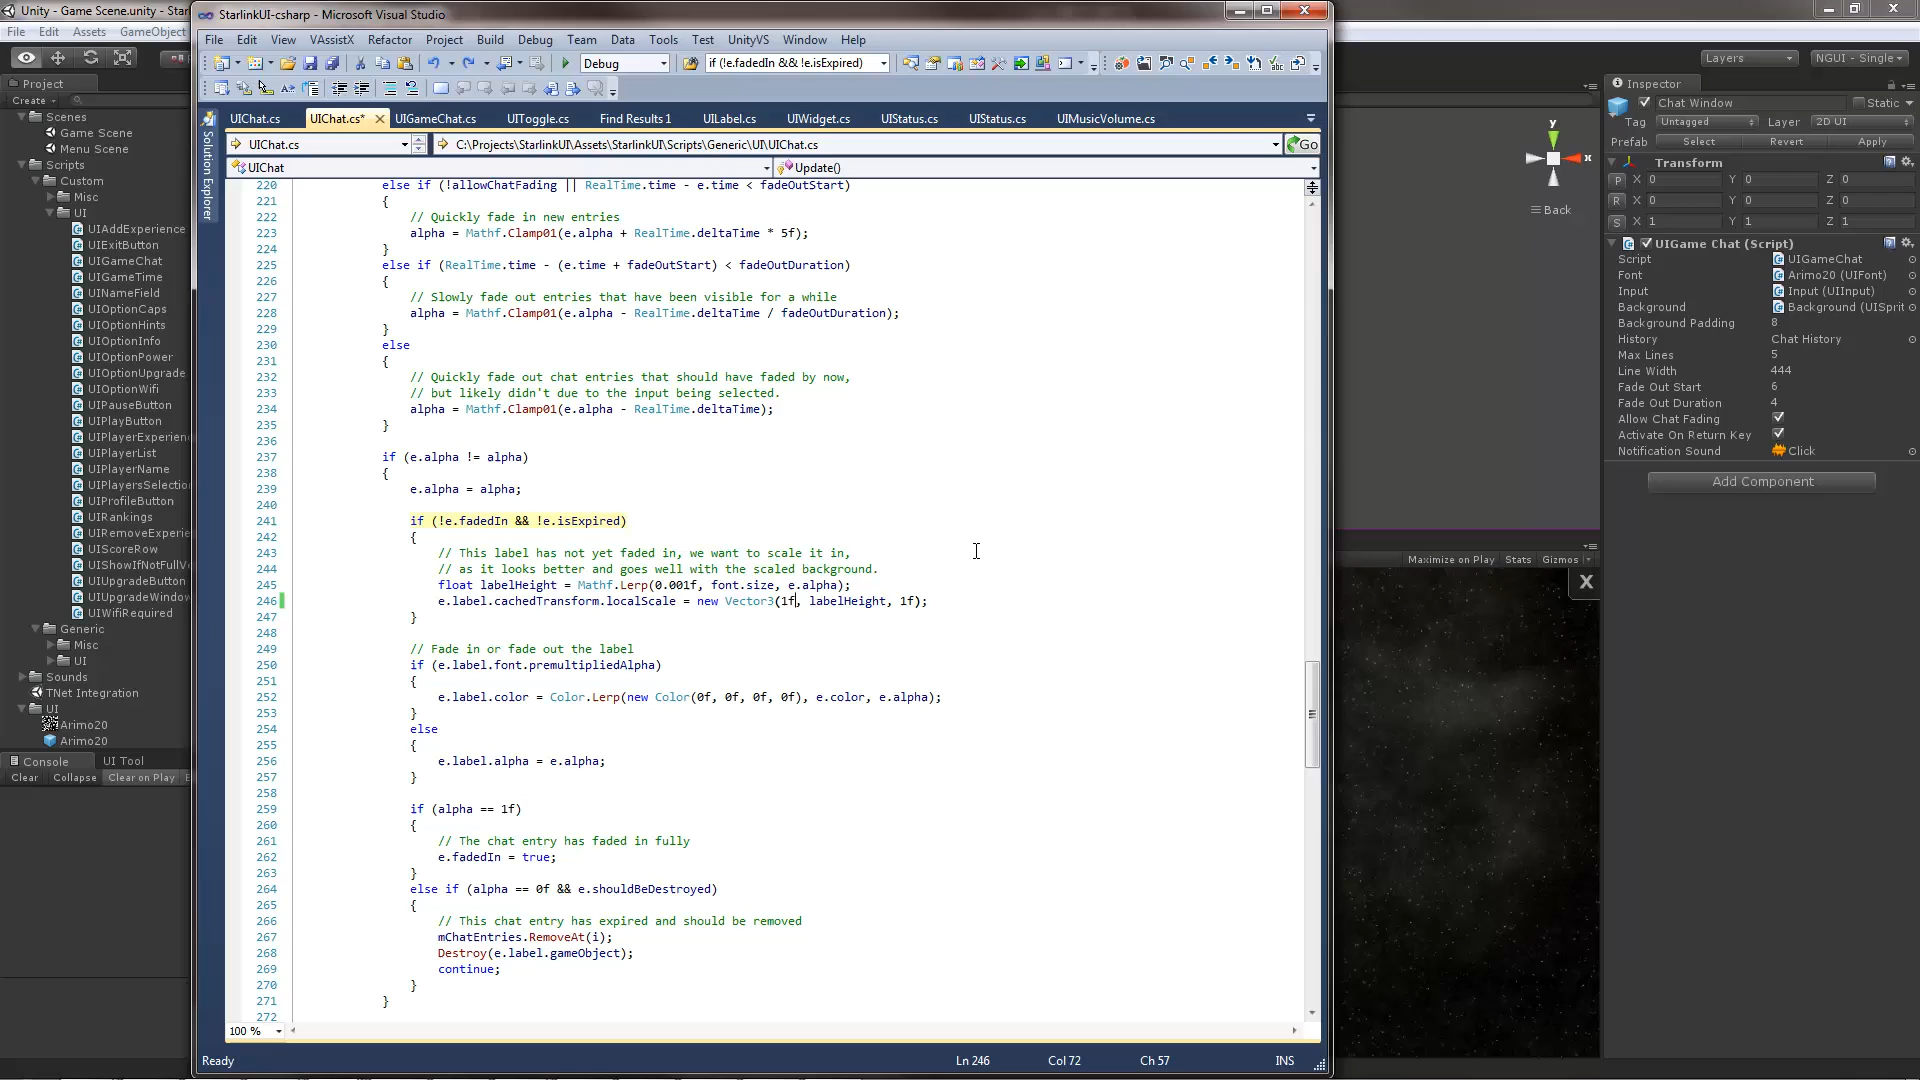 Unity - Game Scene.unity - Starl
File Edit Assets GameObject
Project
Create
Scenes
Game Scene
Menu Scene
Scripts
Custom
Misc
UI
UIAddExperience
UIExitButton
UIGameChat
UIGameTime
UINameField
UIOptionCaps
UIOptionHints
UIOptionInfo
UIOptionPower
UIOptionUpgrade
UIOptionWifi
UIPauseButton
UIPlayButton
UIPlayerExperien
UIPlayerList
UIPlayerName
UIPlayersSelectio
UIProfileButton
UIRankings
UIRemoveExperie
UIScoreRow
UIShowIfNotFullV
UIUpgradeButton
UIUpgradeWindow
UIWifiRequired
Generic
Misc
UI
Sounds
TNet Integration
UI
Arimo20
Arimo20
Console UI Tool
Clear Collapse Clear on Play E
StarlinkUI-csharp - Microsoft Visual Studio
File Edit View VAssistX Refactor Project Build Debug Team Data Tools Test UnityVS Window Help
Debug if (!e.fadedIn && !e.isExpired)
Solution Explorer
UIChat.cs UIChat.cs* UIGameChat.cs UIToggle.cs Find Results 1 UILabel.cs UIWidget.cs UIStatus.cs UIStatus.cs UIMusicVolume.cs
UIChat.cs C:\Projects\StarlinkUI\Assets\StarlinkUI\Scripts\Generic\UI\UIChat.cs Go
UIChat Update()
220 else if (!allowChatFading || RealTime.time - e.time < fadeOutStart)
221 {
222 // Quickly fade in new entries
223 alpha = Mathf.Clamp01(e.alpha + RealTime.deltaTime * 5f);
224 }
225 else if (RealTime.time - (e.time + fadeOutStart) < fadeOutDuration)
226 {
227 // Slowly fade out entries that have been visible for a while
228 alpha = Mathf.Clamp01(e.alpha - RealTime.deltaTime / fadeOutDuration);
229 }
230 else
231 {
232 // Quickly fade out chat entries that should have faded by now,
233 // but likely didn't due to the input being selected.
234 alpha = Mathf.Clamp01(e.alpha - RealTime.deltaTime);
235 }
236
237 if (e.alpha != alpha)
238 {
239 e.alpha = alpha;
240
241 if (!e.fadedIn && !e.isExpired)
242 {
243 // This label has not yet faded in, we want to scale it in,
244 // as it looks better and goes well with the scaled background.
245 float labelHeight = Mathf.Lerp(0.001f, font.size, e.alpha);
246 e.label.cachedTransform.localScale = new Vector3(1f, labelHeight, 1f);
247 }
248
249 // Fade in or fade out the label
250 if (e.label.font.premultipliedAlpha)
251 {
252 e.label.color = Color.Lerp(new Color(0f, 0f, 0f, 0f), e.color, e.alpha);
253 }
254 else
255 {
256 e.label.alpha = e.alpha;
257 }
258
259 if (alpha == 1f)
260 {
261 // The chat entry has faded in fully
262 e.fadedIn = true;
263 }
264 else if (alpha == 0f && e.shouldBeDestroyed)
265 {
266 // This chat entry has expired and should be removed
267 mChatEntries.RemoveAt(i);
268 Destroy(e.label.gameObject);
269 continue;
270 }
271 }
272
100 %
Ready Ln 246 Col 72 Ch 57 INS
Layers NGUI - Single
y
x
Back
Maximize on Play Stats Gizmos
X
Inspector
Chat Window Static
Tag Untagged Layer 2D UI
Prefab Select Revert Apply
Transform
P X 0 Y 0 Z 0
R X 0 Y 0 Z 0
S X 1 Y 1 Z 1
UIGame Chat (Script)
Script UIGameChat
Font Arimo20 (UIFont)
Input Input (UIInput)
Background Background (UISprit
Background Padding 8
History Chat History
Max Lines 5
Line Width 444
Fade Out Start 6
Fade Out Duration 4
Allow Chat Fading
Activate On Return Key
Notification Sound Click
Add Component